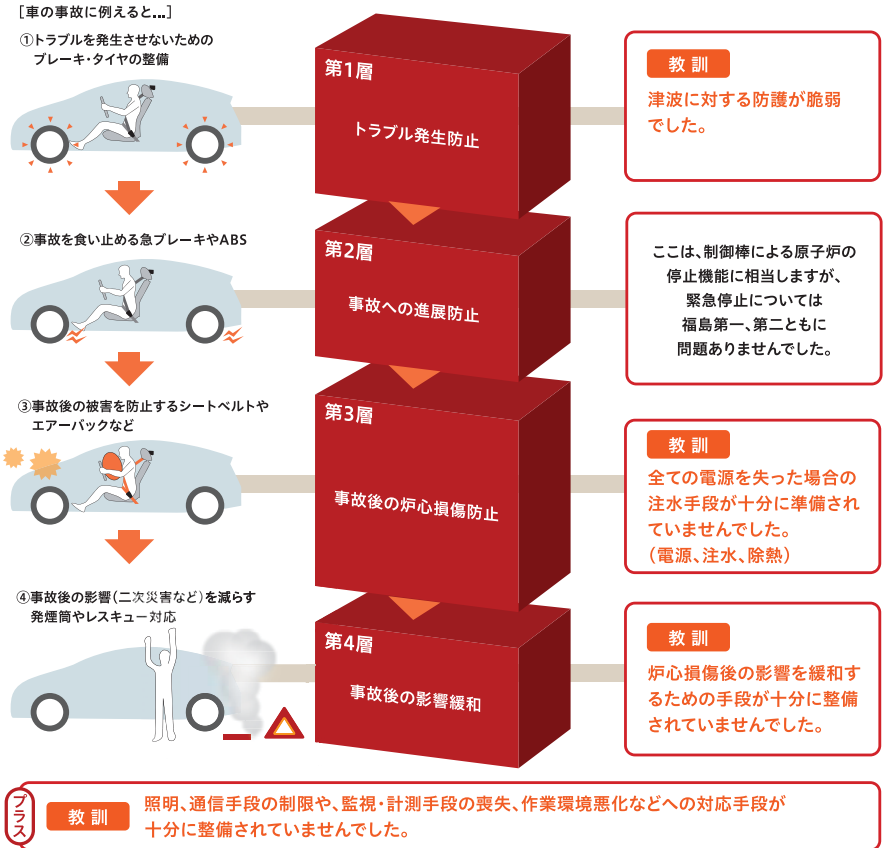 [車の事故に例えると...]
①トラブルを発生させないための
ブレーキ・タイヤの整備
第1層
トラブル発生防止
教訓
津波に対する防護が脆弱
でした。
②事故を食い止める急ブレーキやABS
第2層
事故への進展防止
ここは、制御棒による原子炉の
停止機能に相当しますが、
緊急停止については
福島第一、第二ともに
問題ありませんでした。
③事故後の被害を防止するシートベルトや
エアーバックなど
第3層
事故後の炉心損傷防止
教訓
全ての電源を失った場合の
注水手段が十分に準備され
ていませんでした。
(電源、注水、除熱)
④事故後の影響(二次災害など)を減らす
発煙筒やレスキュー対応
第4層
事故後の影響緩和
教訓
炉心損傷後の影響を緩和す
るための手段が十分に整備
されていませんでした。
プラス
教訓
照明、通信手段の制限や、監視・計測手段の喪失、作業環境悪化などへの対応手段が
十分に整備されていませんでした。